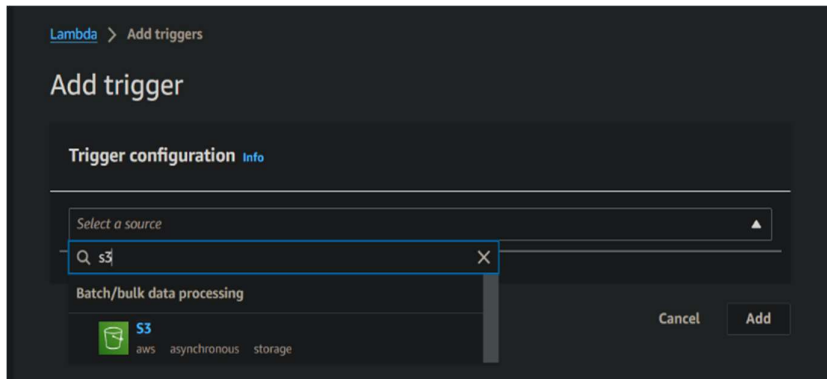 Lambda > Add triggers
Add trigger
Trigger configuration Info
Select a source
s3
Batch/bulk data processing
S3
aws asynchronous storage
Cancel Add